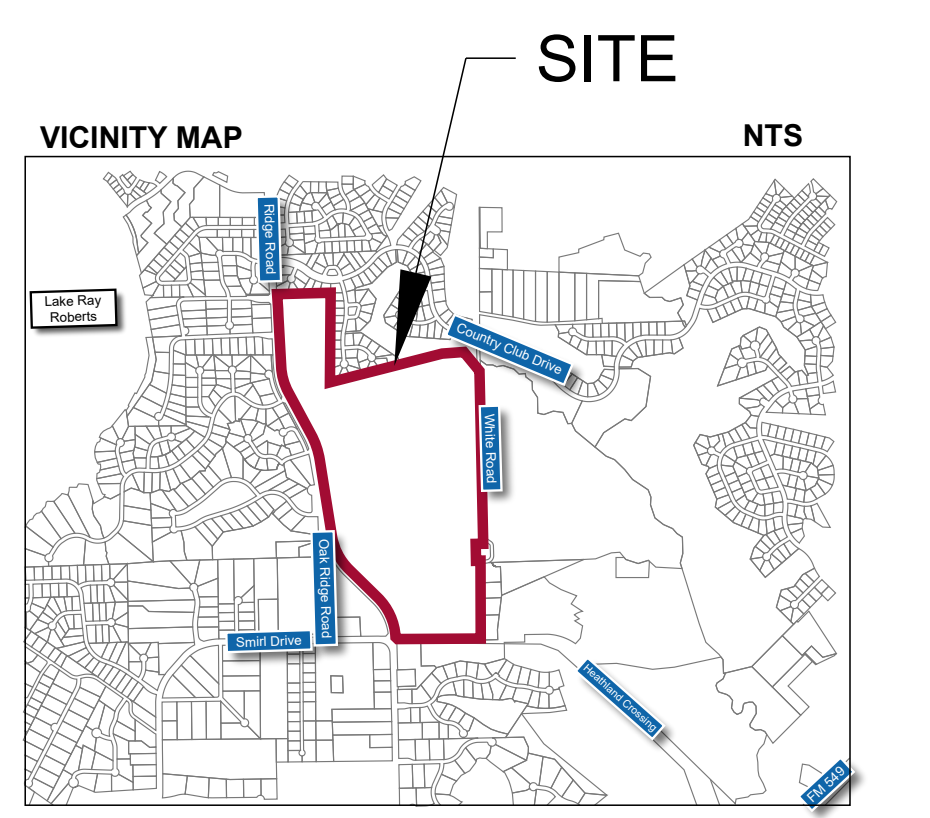 SITE
VICINITY MAP
NTS
Ridge Road
Lake Ray
Roberts
Country Club Drive
White Road
Oak Ridge Road
Smirl Drive
Heathland Crossing
FM 549